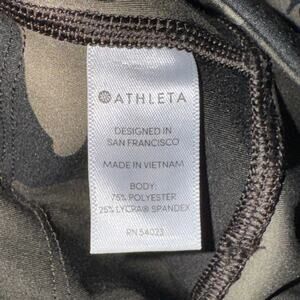 ATHLETA
DESIGNED IN
SAN FRANCISCO
MADE IN VIETNAM
BODY:
75% POLYESTER
25% LYCRA® SPANDEX
RN 54023